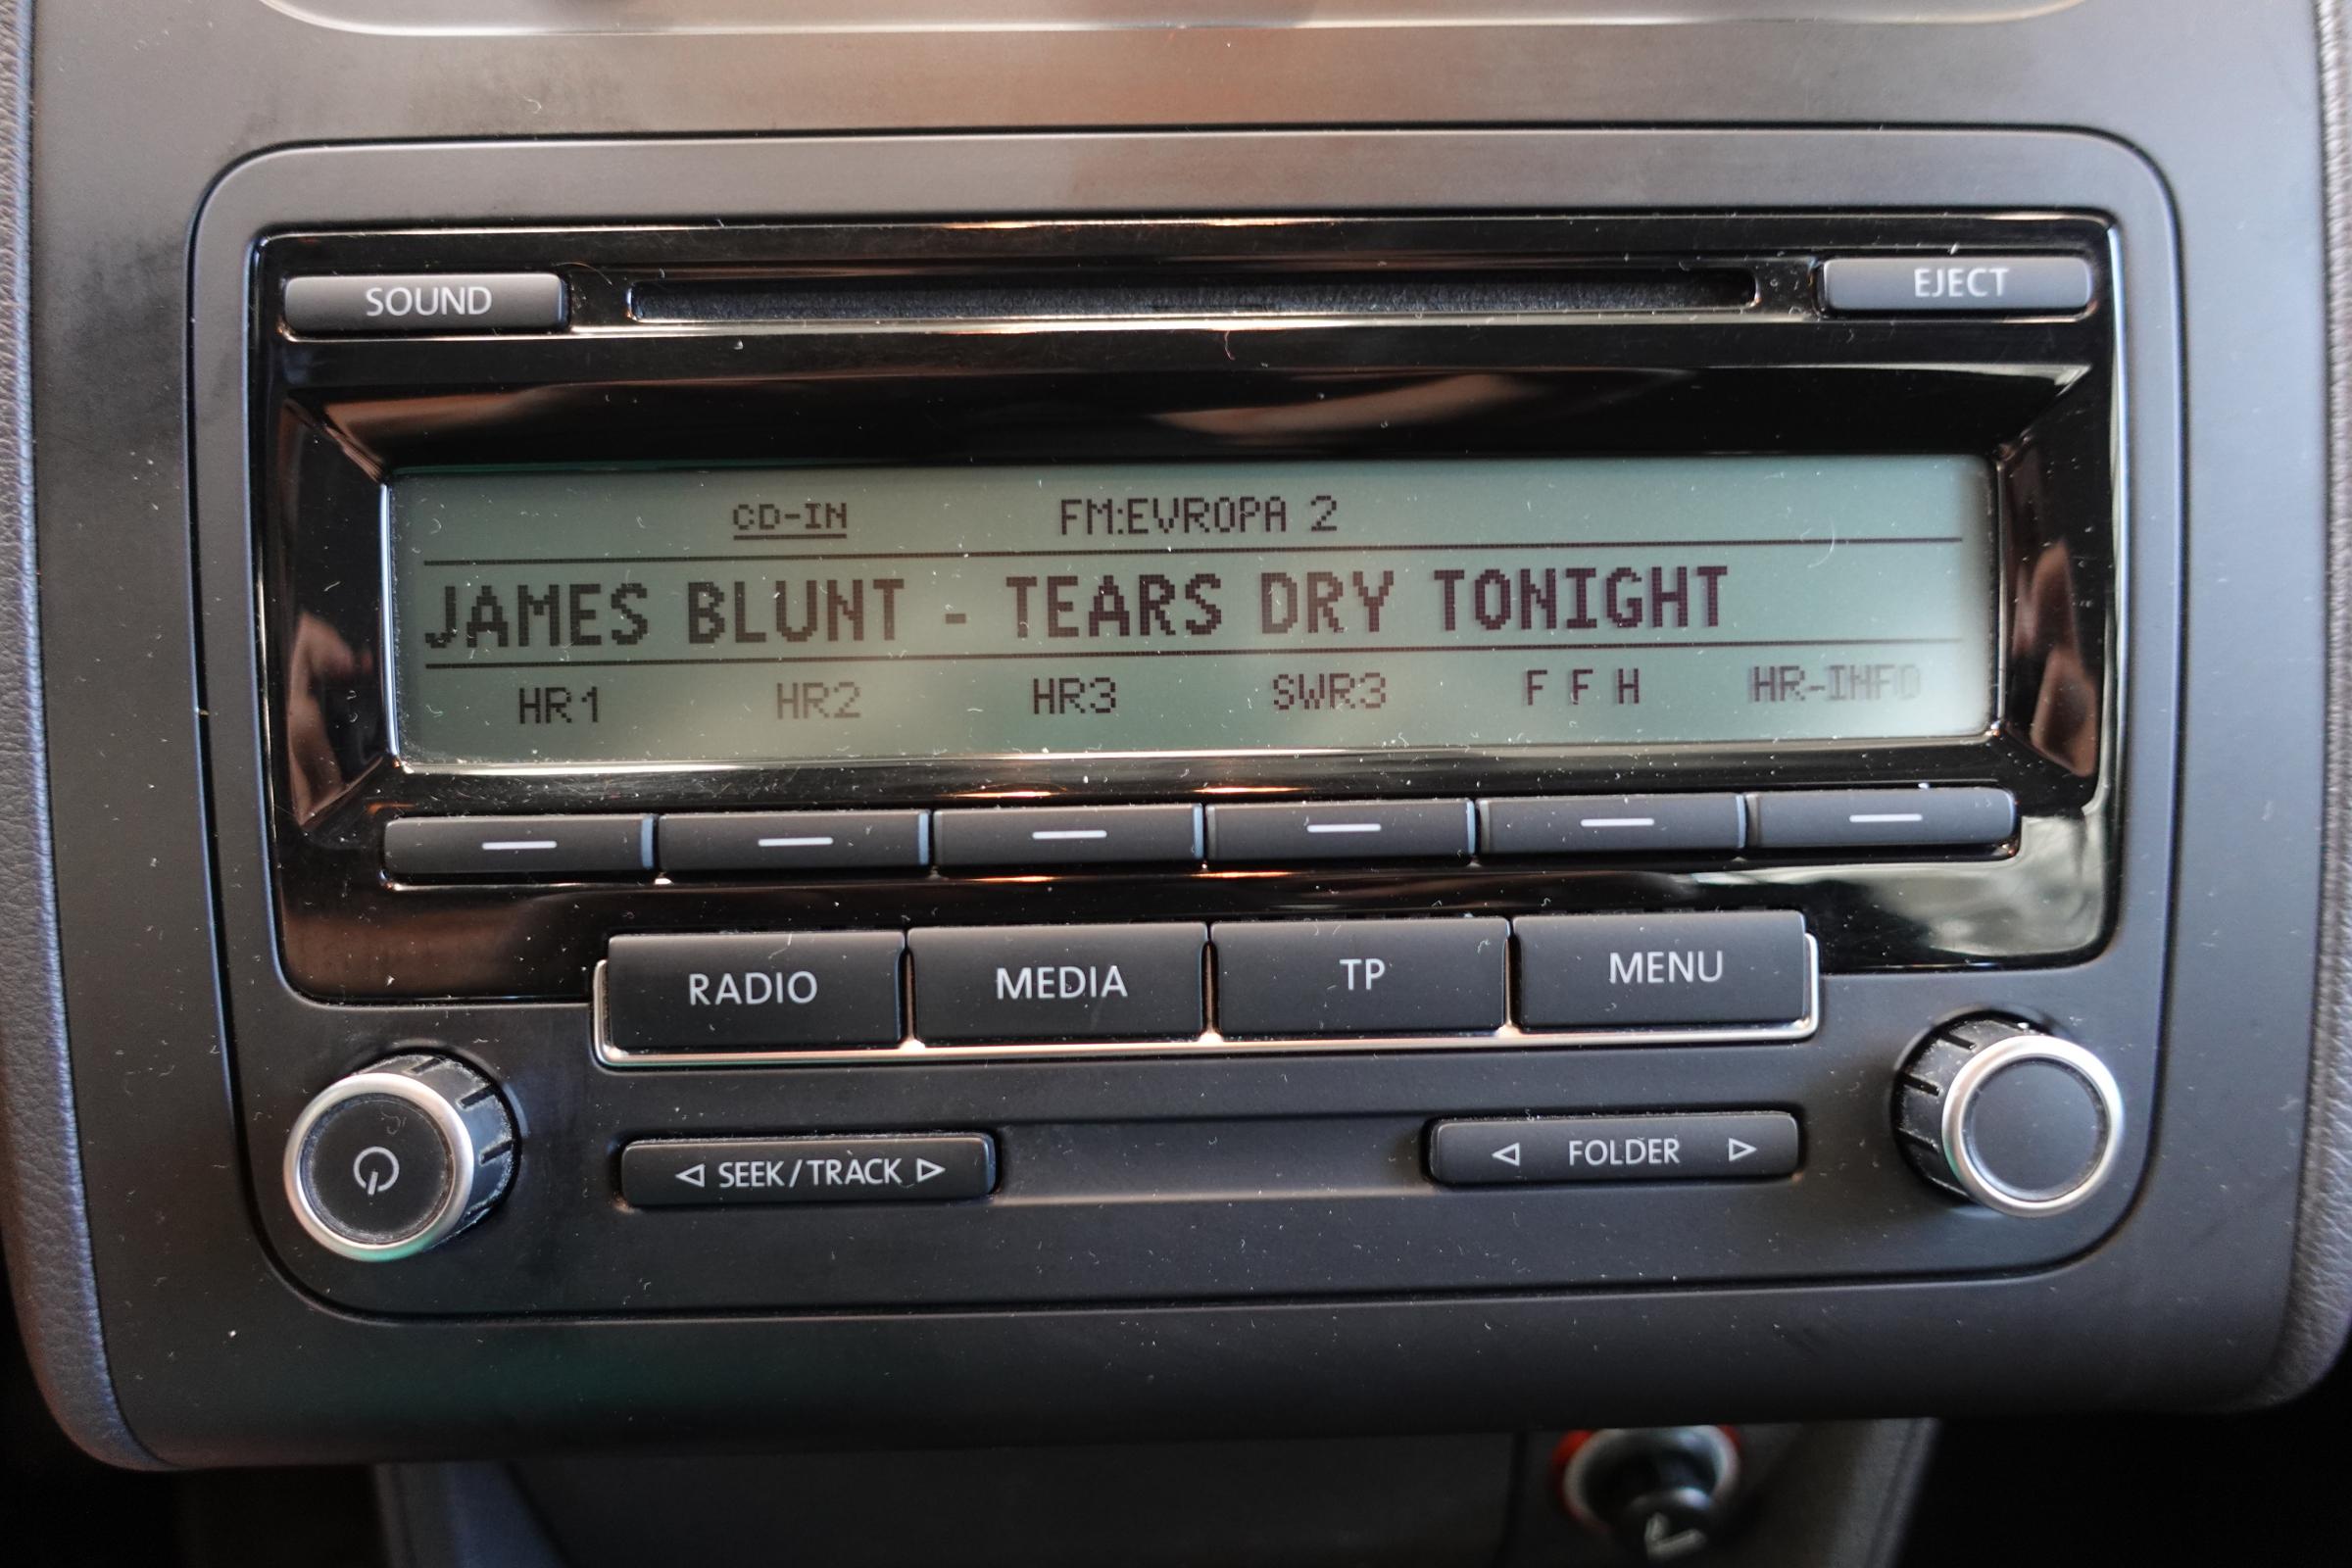 SOUND EJECT
CD-IN FM:EVROPA 2
JAMES BLUNT - TEARS DRY TONIGHT
HR1 HR2 HR3 SWR3 F F H HR-INFO
RADIO MEDIA TP MENU
SEEK/TRACK FOLDER